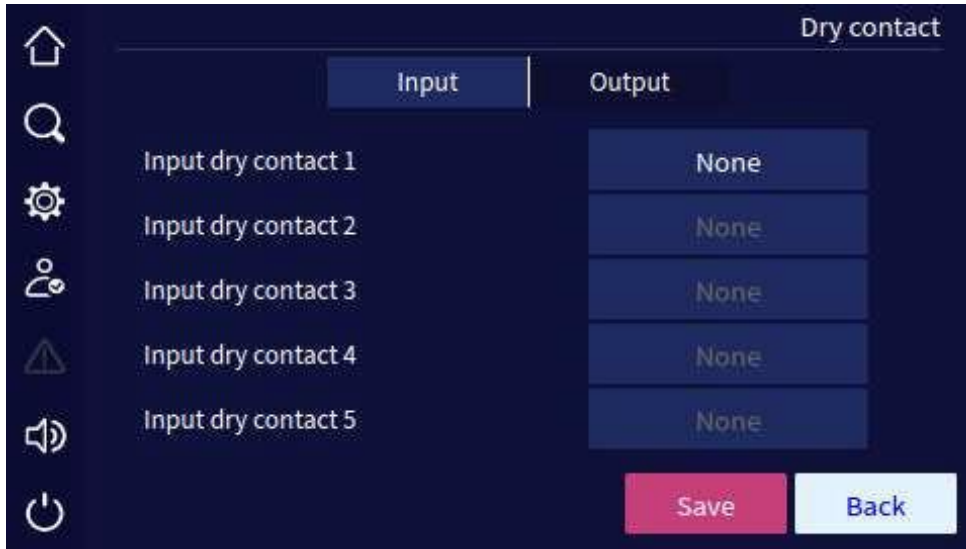 Dry contact
Input Output
Input dry contact 1 None
Input dry contact 2 None
Input dry contact 3 None
Input dry contact 4 None
Input dry contact 5 None
Save Back